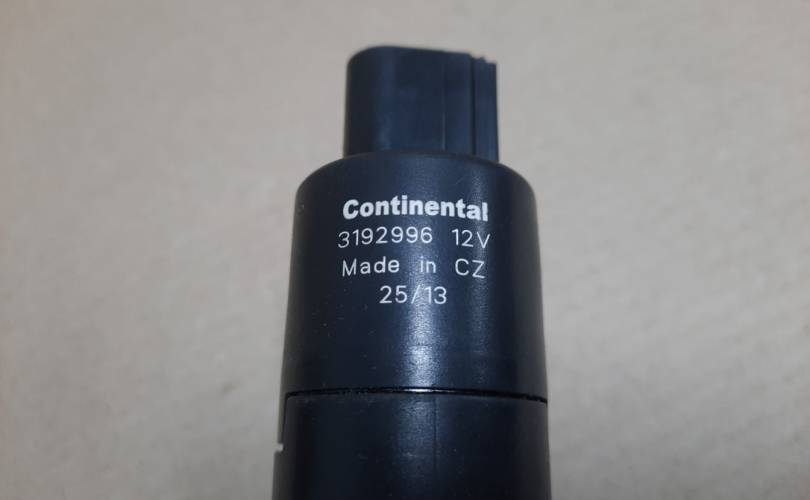 Continental
3192996 12V
Made in CZ
25/13